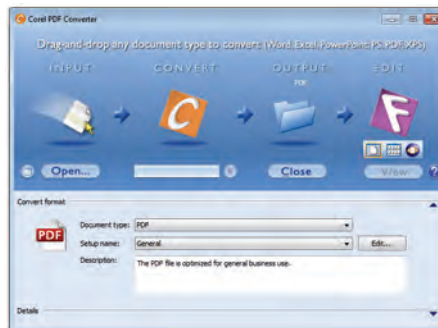 Corel PDF Converter
Drag-and-drop any document type to convert (Word,Excel,PowerPoint,PS,PDF,XPS)
INPUT CONVERT OUTPUT EDIT
PDF
C F
Open... Close View ?
Convert format
PDF
Document type: PDF
Setup name: General Edit...
Description: The PDF file is optimized for general business use.
Details